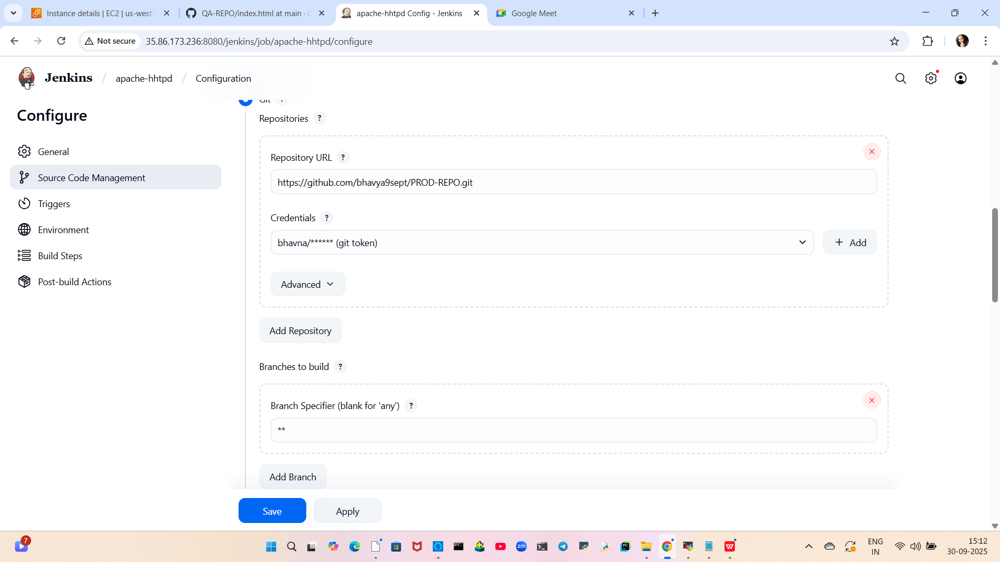 Instance details | EC2 | us-west-
QA-REPO/index.html at main · b
apache-hhtpd Config - Jenkins
Google Meet
Not secure
35.86.173.236:8080/jenkins/job/apache-hhtpd/configure
Jenkins / apache-hhtpd / Configuration
Configure
General
Source Code Management
Triggers
Environment
Build Steps
Post-build Actions
Git ?
Repositories ?
Repository URL ?
https://github.com/bhavya9sept/PROD-REPO.git
Credentials ?
bhavna/****** (git token)
+ Add
Advanced
Add Repository
Branches to build ?
Branch Specifier (blank for 'any') ?
**
Add Branch
Save
Apply
7
zm
PC
W
ENG
IN
15:12
30-09-2025